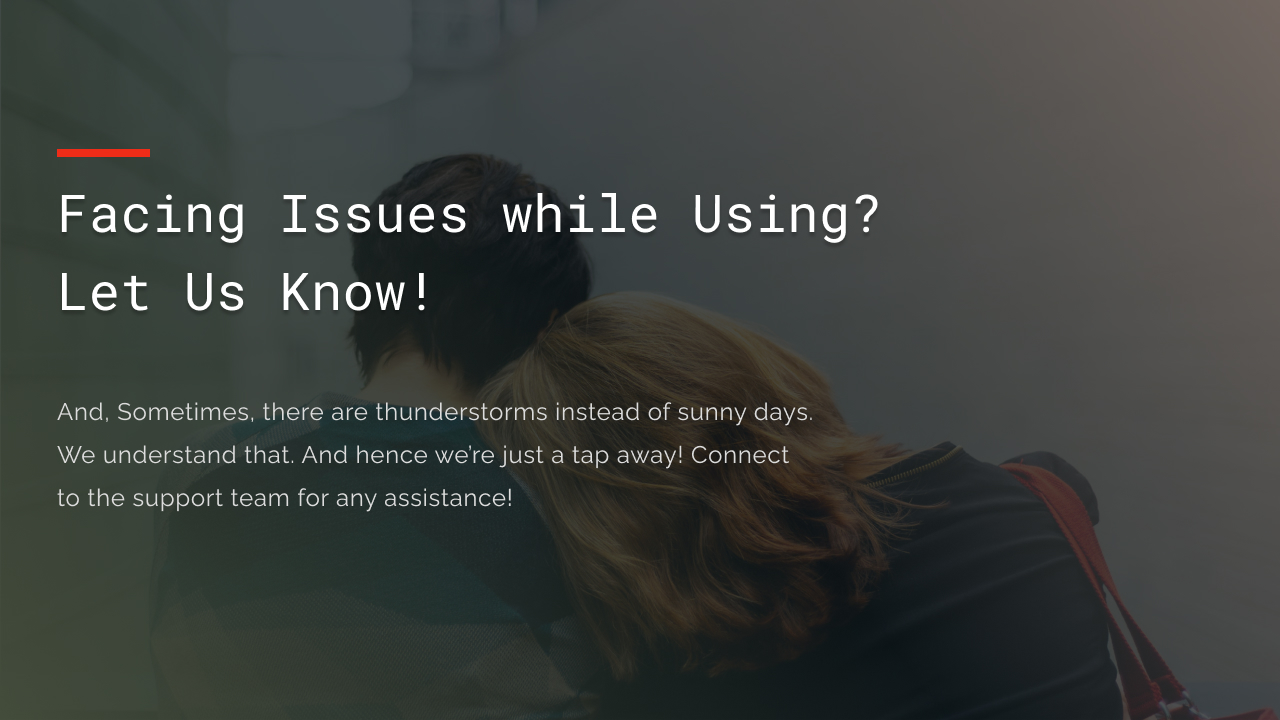 Facing Issues while Using?
Let Us Know!
And, Sometimes, there are thunderstorms instead of sunny days.
We understand that. And hence we’re just a tap away! Connect
to the support team for any assistance!